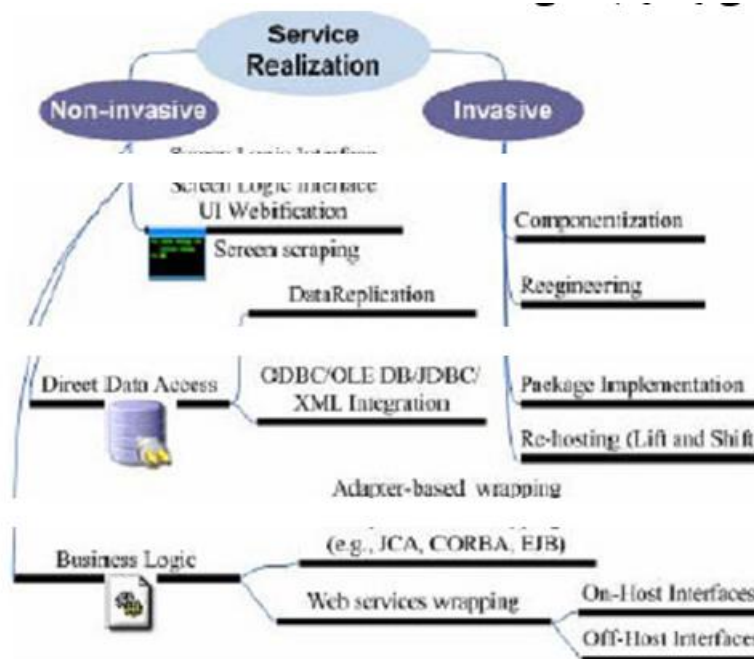 Service
Realization
Non-invasive
Invasive
Screen Logic Interface
UI Webification
Screen scraping
Componentization
DataReplication
Reegineering
Direct Data Access
ODBC/OLE DB/JDBC/
XML Integration
Package Implementation
Re-hosting (Lift and Shift
Adapter-based wrapping
(e.g., JCA, CORBA, EJB)
Business Logic
Web services wrapping
On-Host Interfaces
Off-Host Interfaces